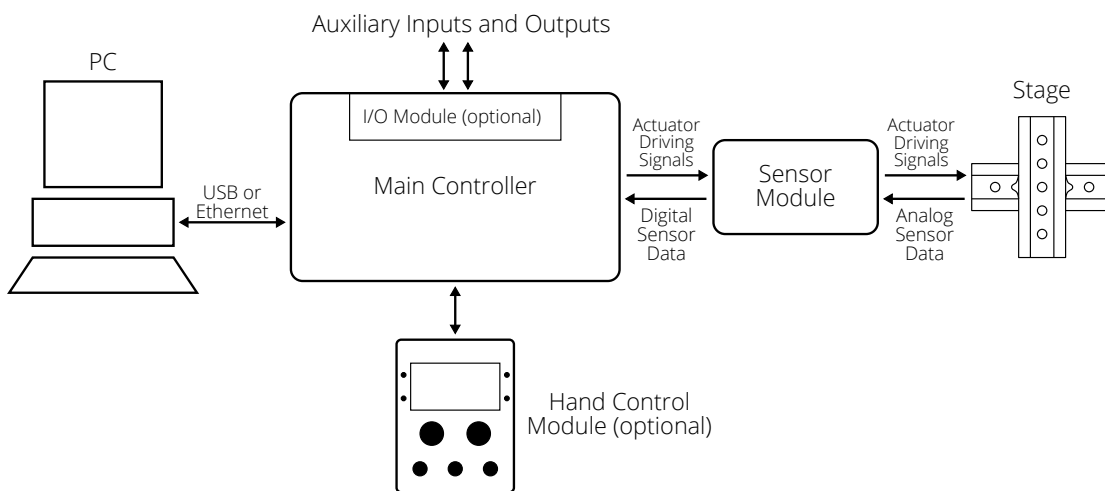 Auxiliary Inputs and Outputs
PC
I/O Module (optional)
Main Controller
USB or
Ethernet
Actuator
Driving
Signals
Digital
Sensor
Data
Sensor
Module
Actuator
Driving
Signals
Analog
Sensor
Data
Stage
Hand Control
Module (optional)